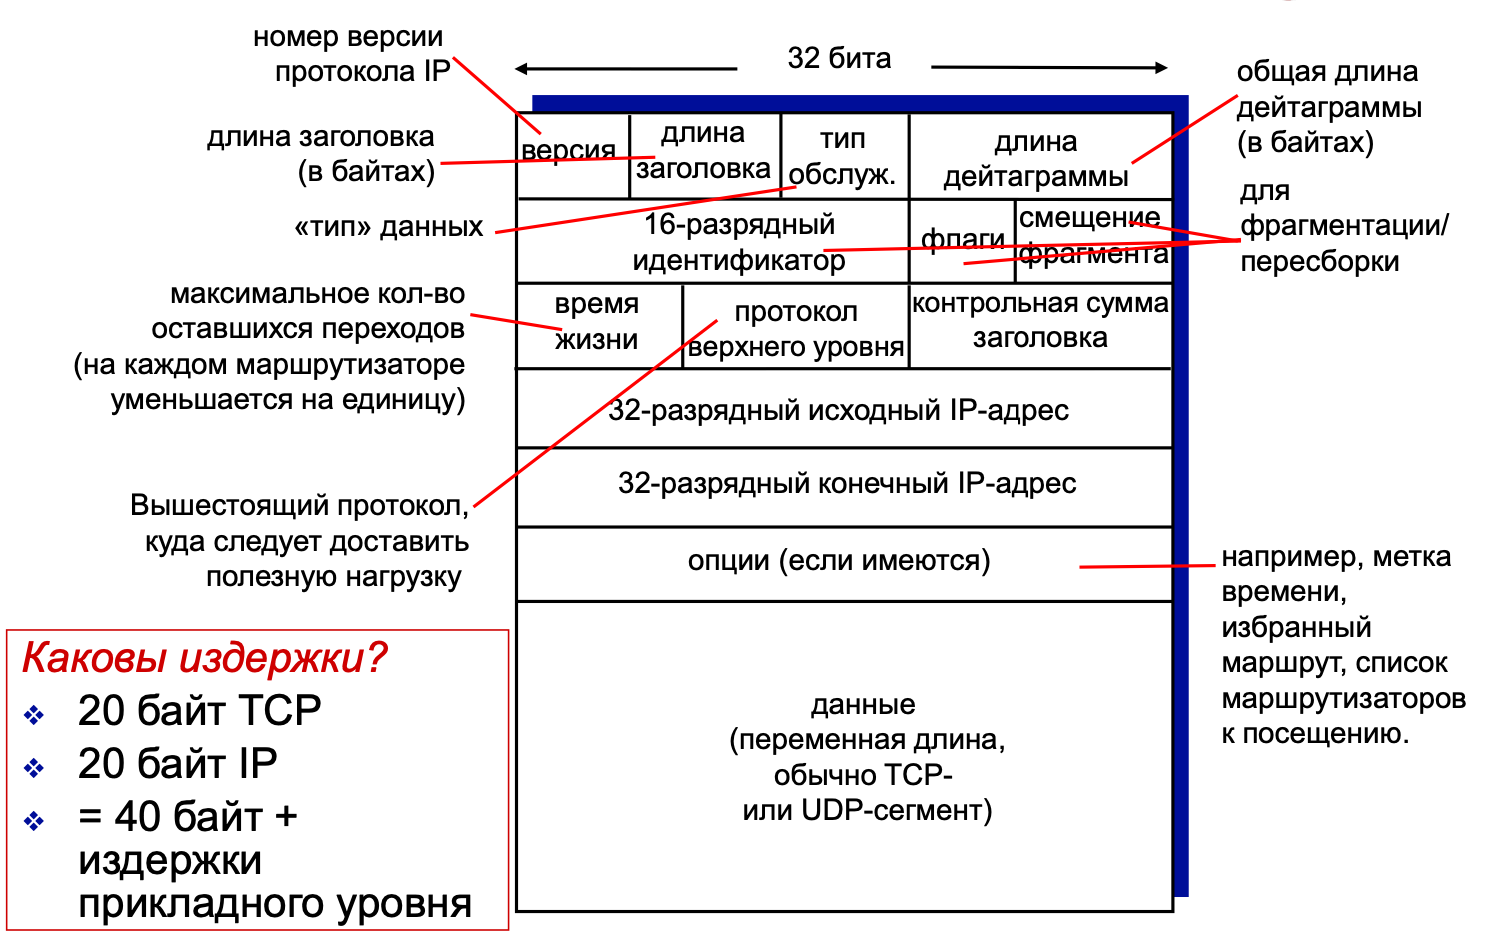 номер версии
протокола IP
32 бита
общая длина
дейтаграммы
(в байтах)
длина заголовка
(в байтах)
версия
длина
заголовка
тип
обслуж.
длина
дейтаграммы
«тип» данных
16-разрядный
идентификатор
флаги
смещение
фрагмента
для
фрагментации/
пересборки
максимальное кол-во
оставшихся переходов
(на каждом маршрутизаторе
уменьшается на единицу)
время
жизни
протокол
верхнего уровня
контрольная сумма
заголовка
32-разрядный исходный IP-адрес
32-разрядный конечный IP-адрес
Вышестоящий протокол,
куда следует доставить
полезную нагрузку
опции (если имеются)
например, метка
времени,
избранный
маршрут, список
маршрутизаторов
к посещению.
данные
(переменная длина,
обычно TCP-
или UDP-сегмент)
Каковы издержки?
❖ 20 байт TCP
❖ 20 байт IP
❖ = 40 байт +
издержки
прикладного уровня